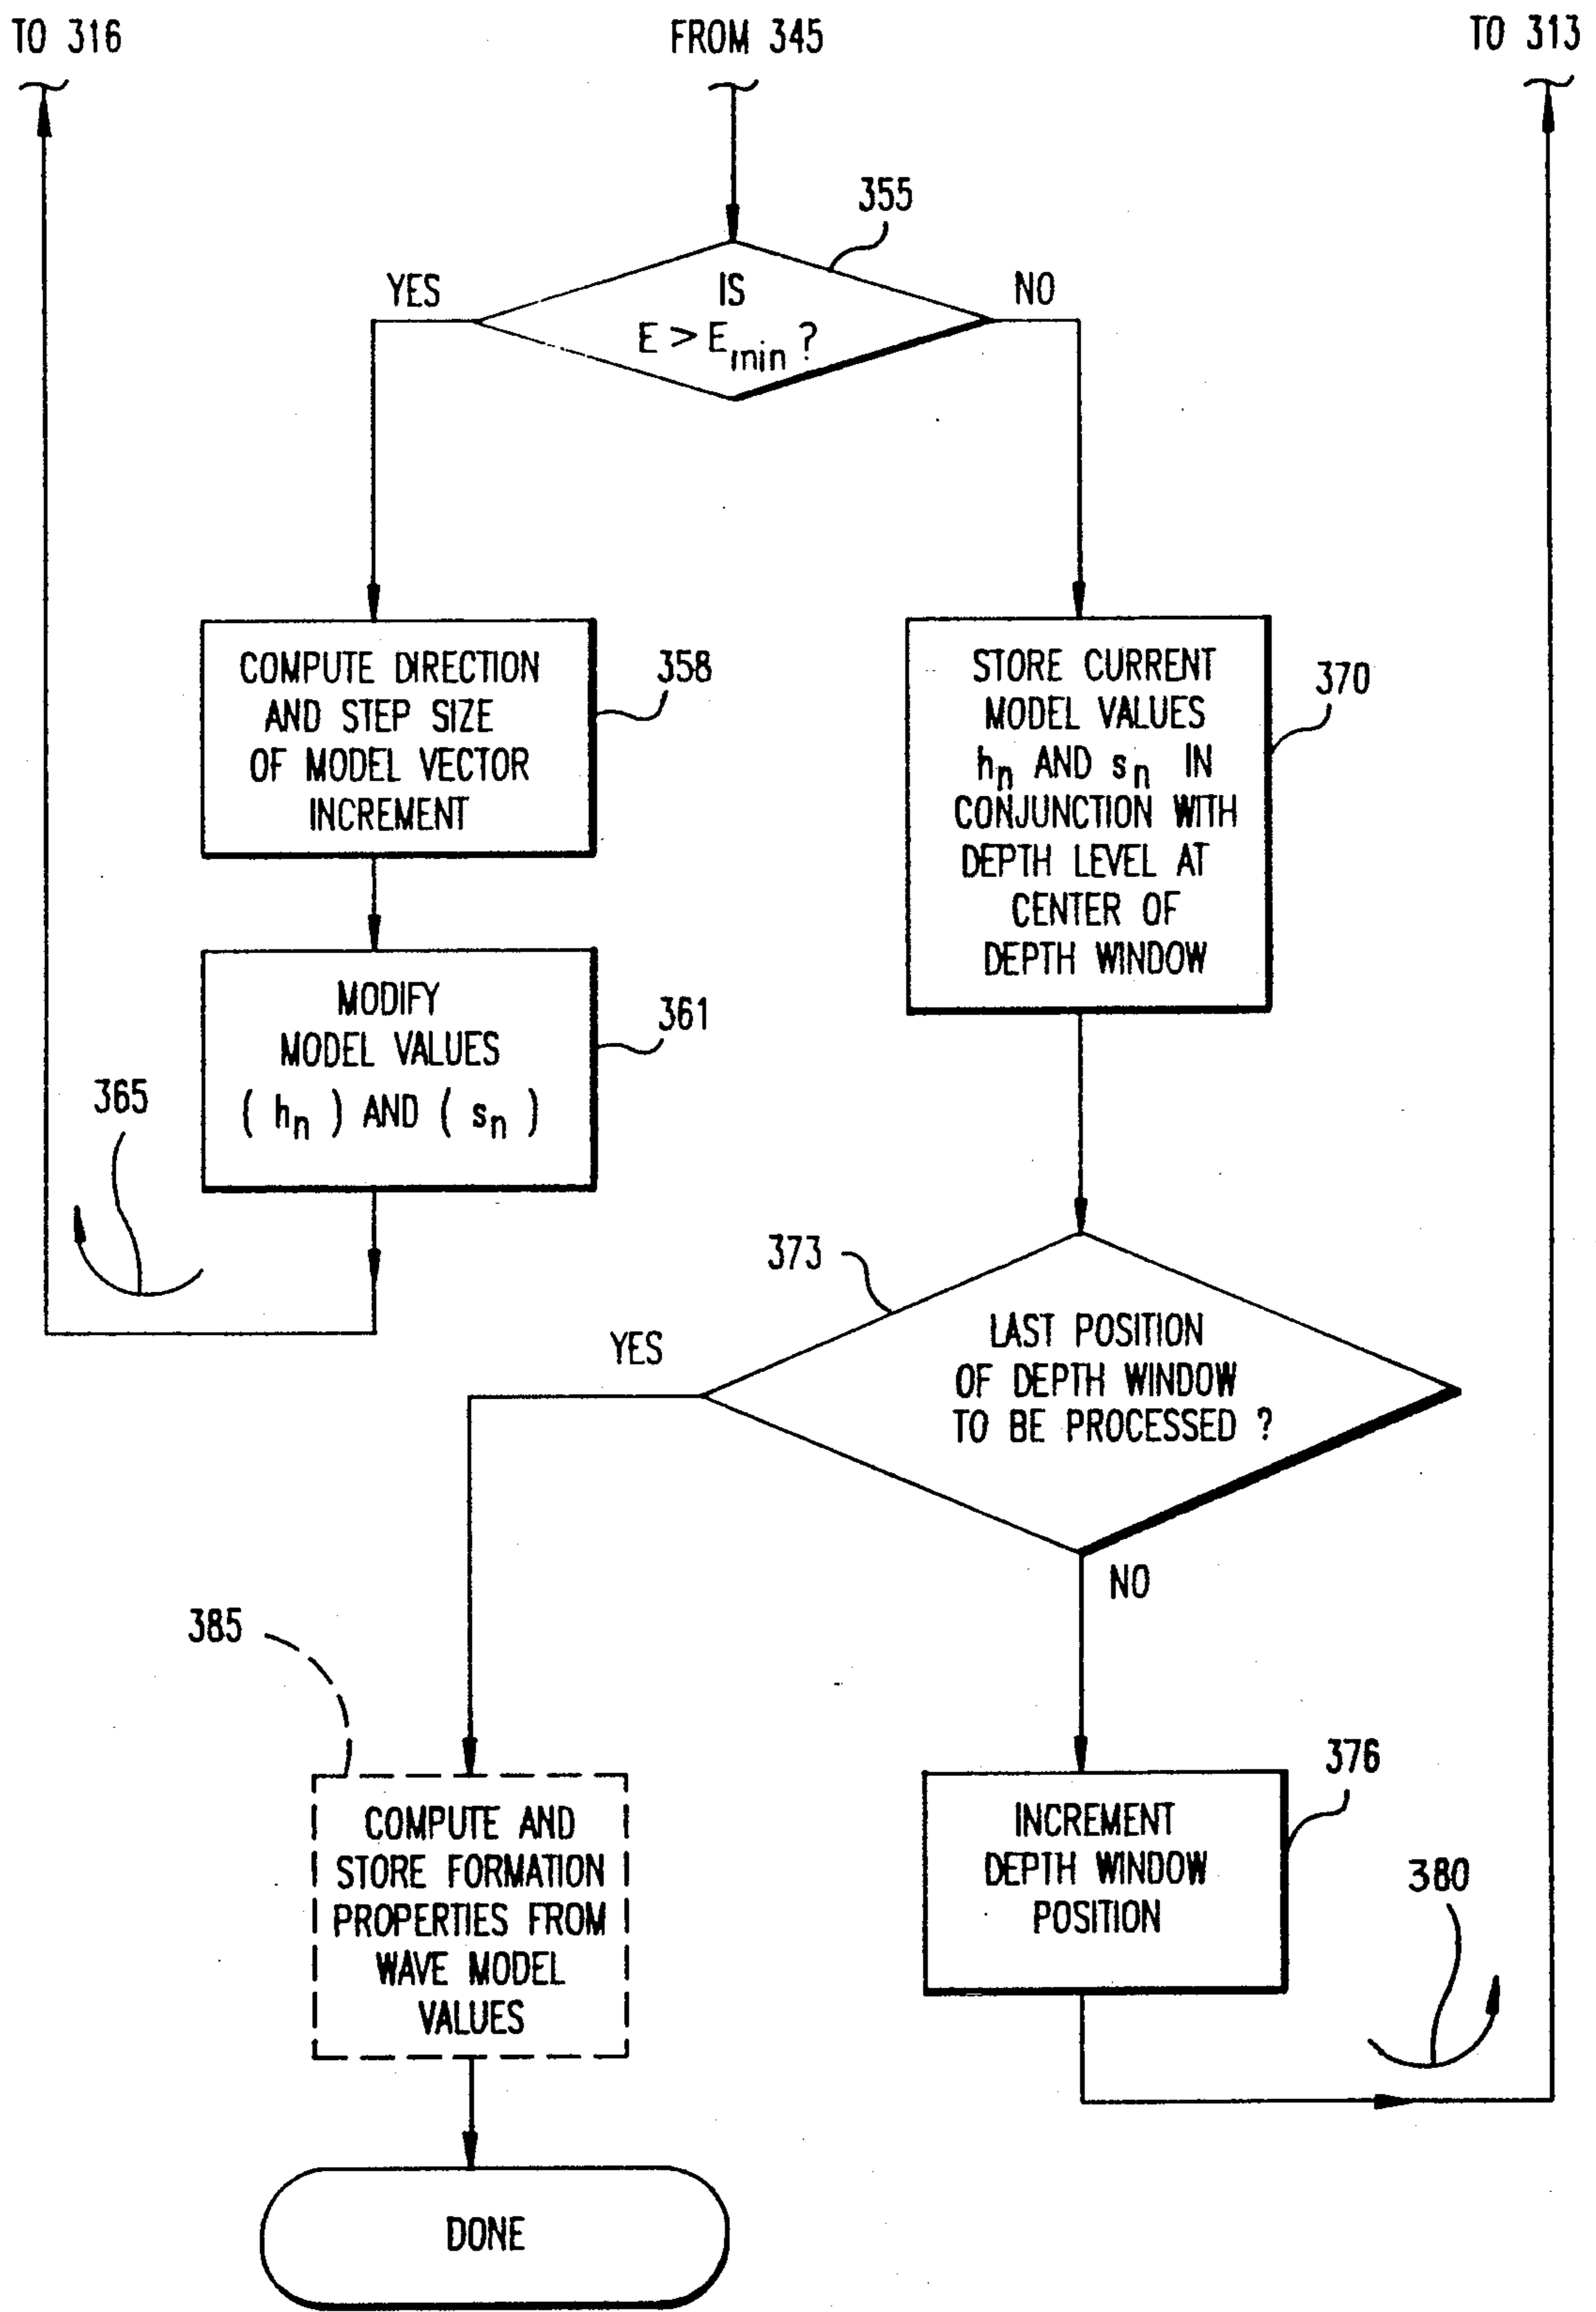 TO 316
FROM 345
TO 313
355
YES
IS
NO
E > Emin ?
COMPUTE DIRECTION
AND STEP SIZE
OF MODEL VECTOR
INCREMENT
358
STORE CURRENT
MODEL VALUES
hn AND sn IN
CONJUNCTION WITH
DEPTH LEVEL AT
CENTER OF
DEPTH WINDOW
370
MODIFY
MODEL VALUES
( hn ) AND ( sn )
361
365
373
YES
LAST POSITION
OF DEPTH WINDOW
TO BE PROCESSED ?
NO
385
COMPUTE AND
STORE FORMATION
PROPERTIES FROM
WAVE MODEL
VALUES
INCREMENT
DEPTH WINDOW
POSITION
376
380
DONE